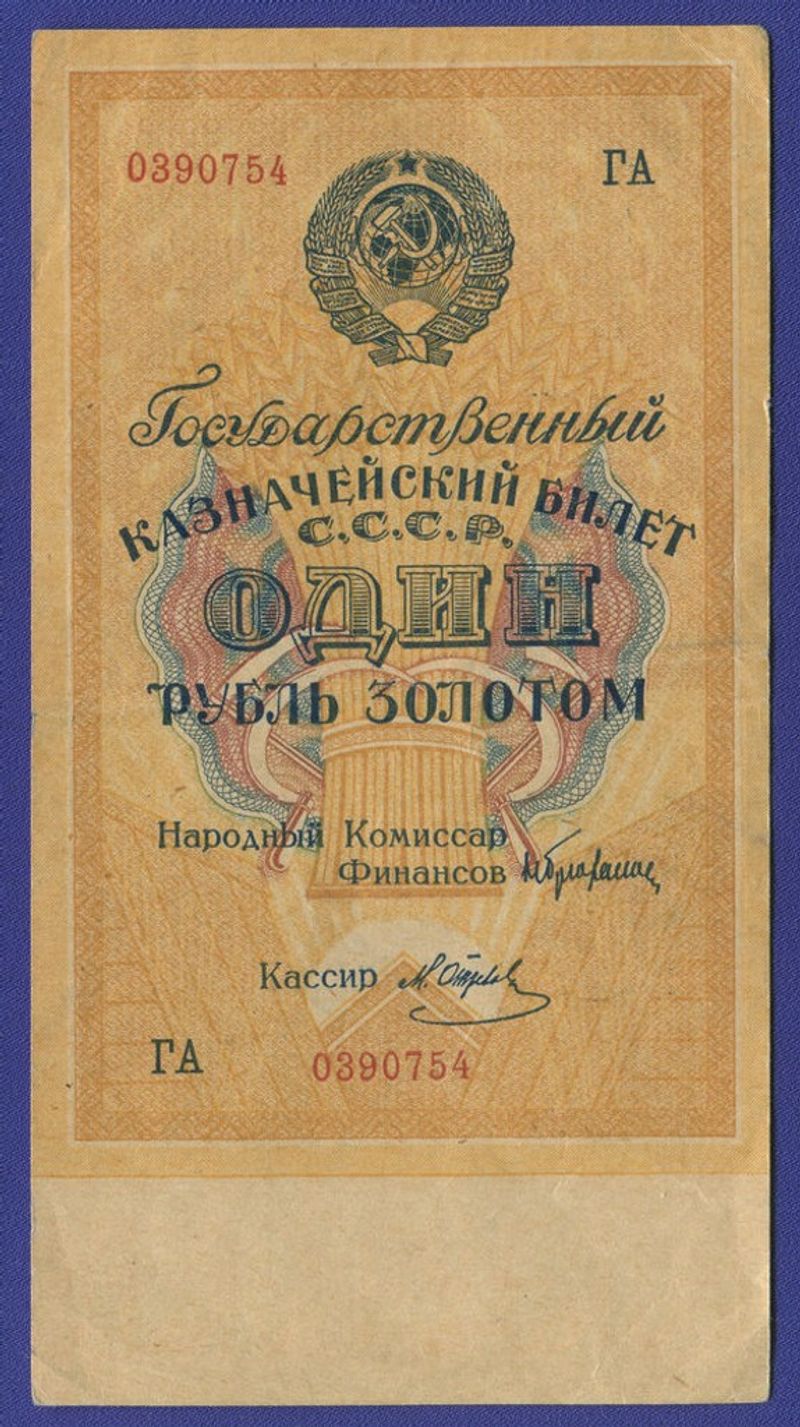 0390754 ГА
Государственный
КАЗНАЧЕЙСКИЙ БИЛЕТ
С.С.С.Р.
ОДИН
РУБЛЬ ЗОЛОТОМ
Народный Комиссар
Финансов
Кассир
ГА 0390754